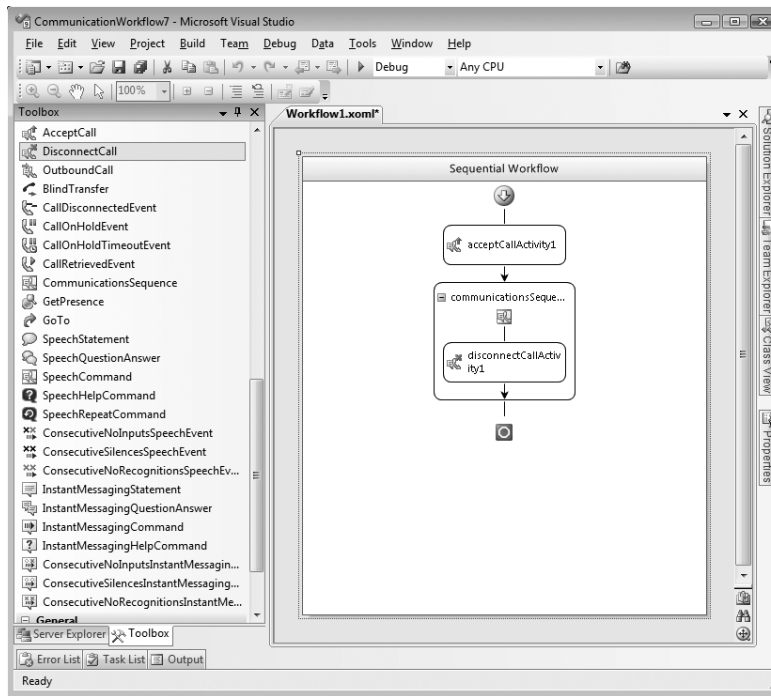 CommunicationWorkflow7 - Microsoft Visual Studio
File Edit View Project Build Team Debug Data Tools Window Help
Debug Any CPU
100%
Toolbox
Workflow1.xoml*
AcceptCall
DisconnectCall
OutboundCall
BlindTransfer
CallDisconnectedEvent
CallOnHoldEvent
CallOnHoldTimeoutEvent
CallRetrievedEvent
CommunicationsSequence
GetPresence
GoTo
SpeechStatement
SpeechQuestionAnswer
SpeechCommand
SpeechHelpCommand
SpeechRepeatCommand
ConsecutiveNoInputsSpeechEvent
ConsecutiveSilencesSpeechEvent
ConsecutiveNoRecognitionsSpeechEv...
InstantMessagingStatement
InstantMessagingQuestionAnswer
InstantMessagingCommand
InstantMessagingHelpCommand
ConsecutiveNoInputsInstantMessagin...
ConsecutiveSilencesInstantMessaging...
ConsecutiveNoRecognitionsInstantMe...
General
Sequential Workflow
acceptCallActivity1
communicationsSeque...
disconnectCallActiv
ity1
Solution Explorer
Team Explorer
Class View
Properties
Server Explorer Toolbox
Error List Task List Output
Ready